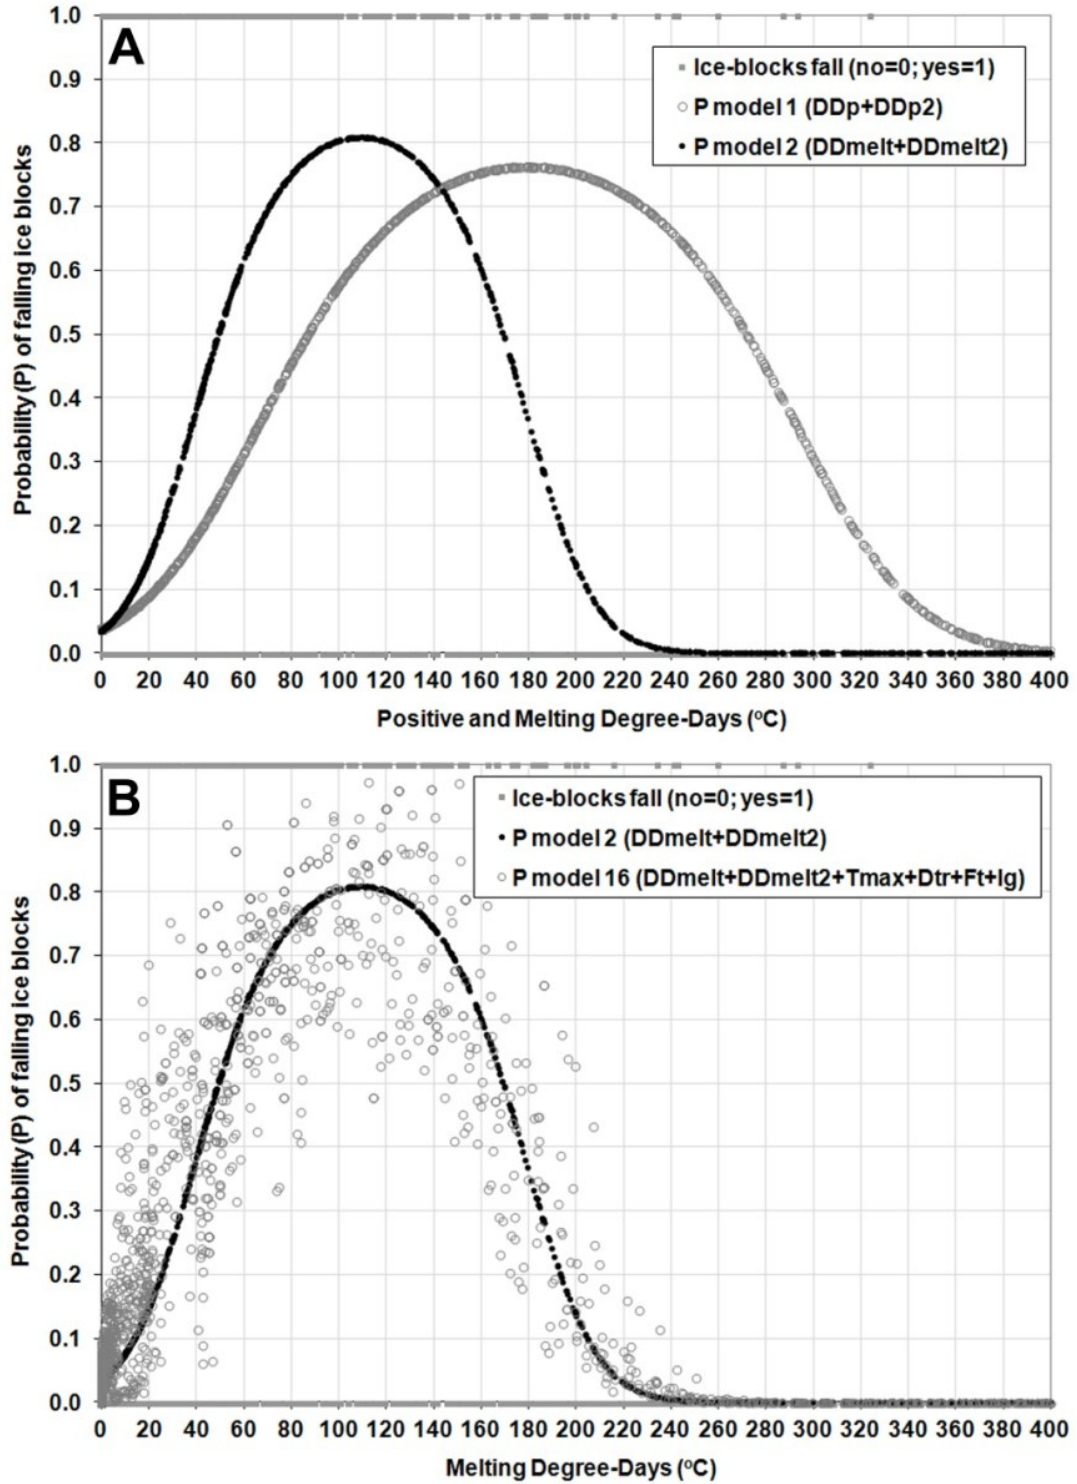 A
1.0
0.9
0.8
0.7
0.6
0.5
0.4
0.3
0.2
0.1
0.0
Probability (P) of falling ice blocks
Ice-blocks fall (no=0; yes=1)
P model 1 (DDp+DDp2)
P model 2 (DDmelt+DDmelt2)
0 20 40 60 80 100 120 140 160 180 200 220 240 260 280 300 320 340 360 380 400
Positive and Melting Degree-Days (ºC)
B
1.0
0.9
0.8
0.7
0.6
0.5
0.4
0.3
0.2
0.1
0.0
Probability (P) of falling ice blocks
Ice-blocks fall (no=0; yes=1)
P model 2 (DDmelt+DDmelt2)
P model 16 (DDmelt+DDmelt2+Tmax+Dtr+Ft+Ig)
0 20 40 60 80 100 120 140 160 180 200 220 240 260 280 300 320 340 360 380 400
Melting Degree-Days (ºC)